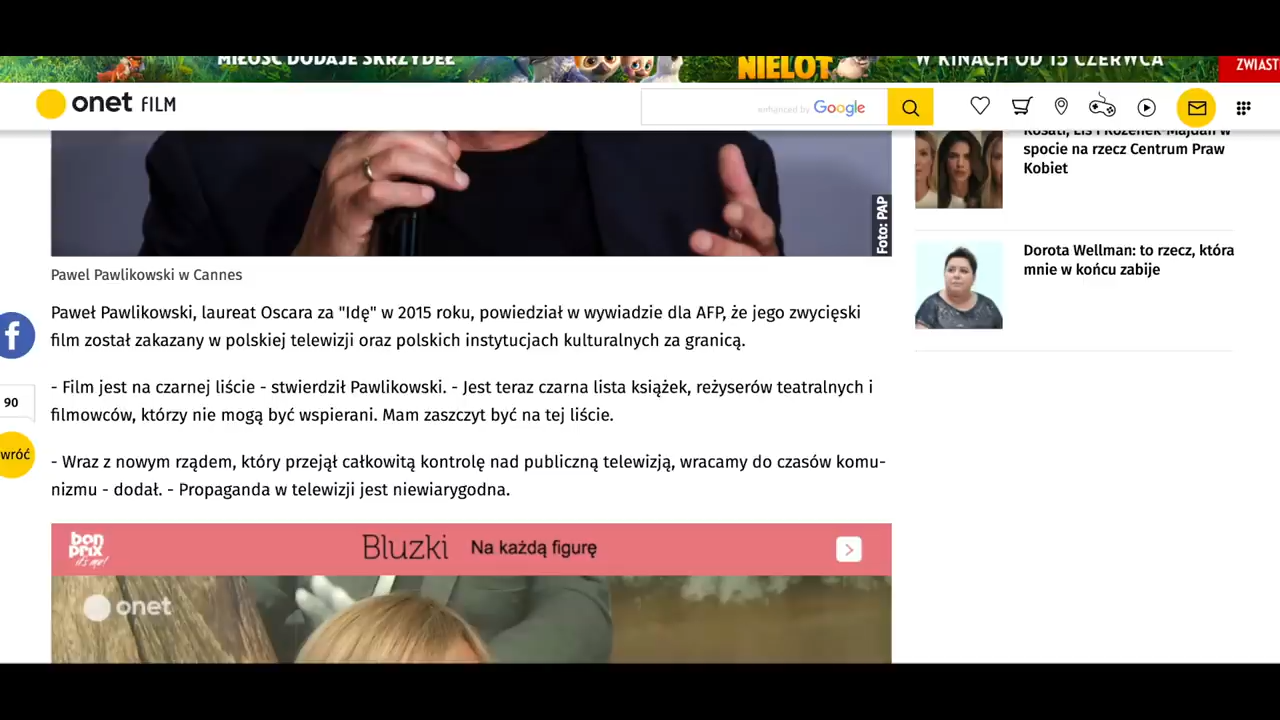 MIŁOŚĆ DODAJE SKRZYDEŁ
NIELOT
W KINACH OD 15 CZERWCA
ZWIAST
onet FILM
enhanced by Google
Rosati, Lis i Rozenek-Majdan w
spocie na rzecz Centrum Praw
Kobiet
Foto: PAP
Pawel Pawlikowski w Cannes
Dorota Wellman: to rzecz, która
mnie w końcu zabije
Paweł Pawlikowski, laureat Oscara za "Idę" w 2015 roku, powiedział w wywiadzie dla AFP, że jego zwycięski
film został zakazany w polskiej telewizji oraz polskich instytucjach kulturalnych za granicą.
- Film jest na czarnej liście - stwierdził Pawlikowski. - Jest teraz czarna lista książek, reżyserów teatralnych i
filmowców, którzy nie mogą być wspierani. Mam zaszczyt być na tej liście.
90
wróć
- Wraz z nowym rządem, który przejął całkowitą kontrolę nad publiczną telewizją, wracamy do czasów komu-
nizmu - dodał. - Propaganda w telewizji jest niewiarygodna.
bon prix it's me!
Bluzki Na każdą figurę
onet